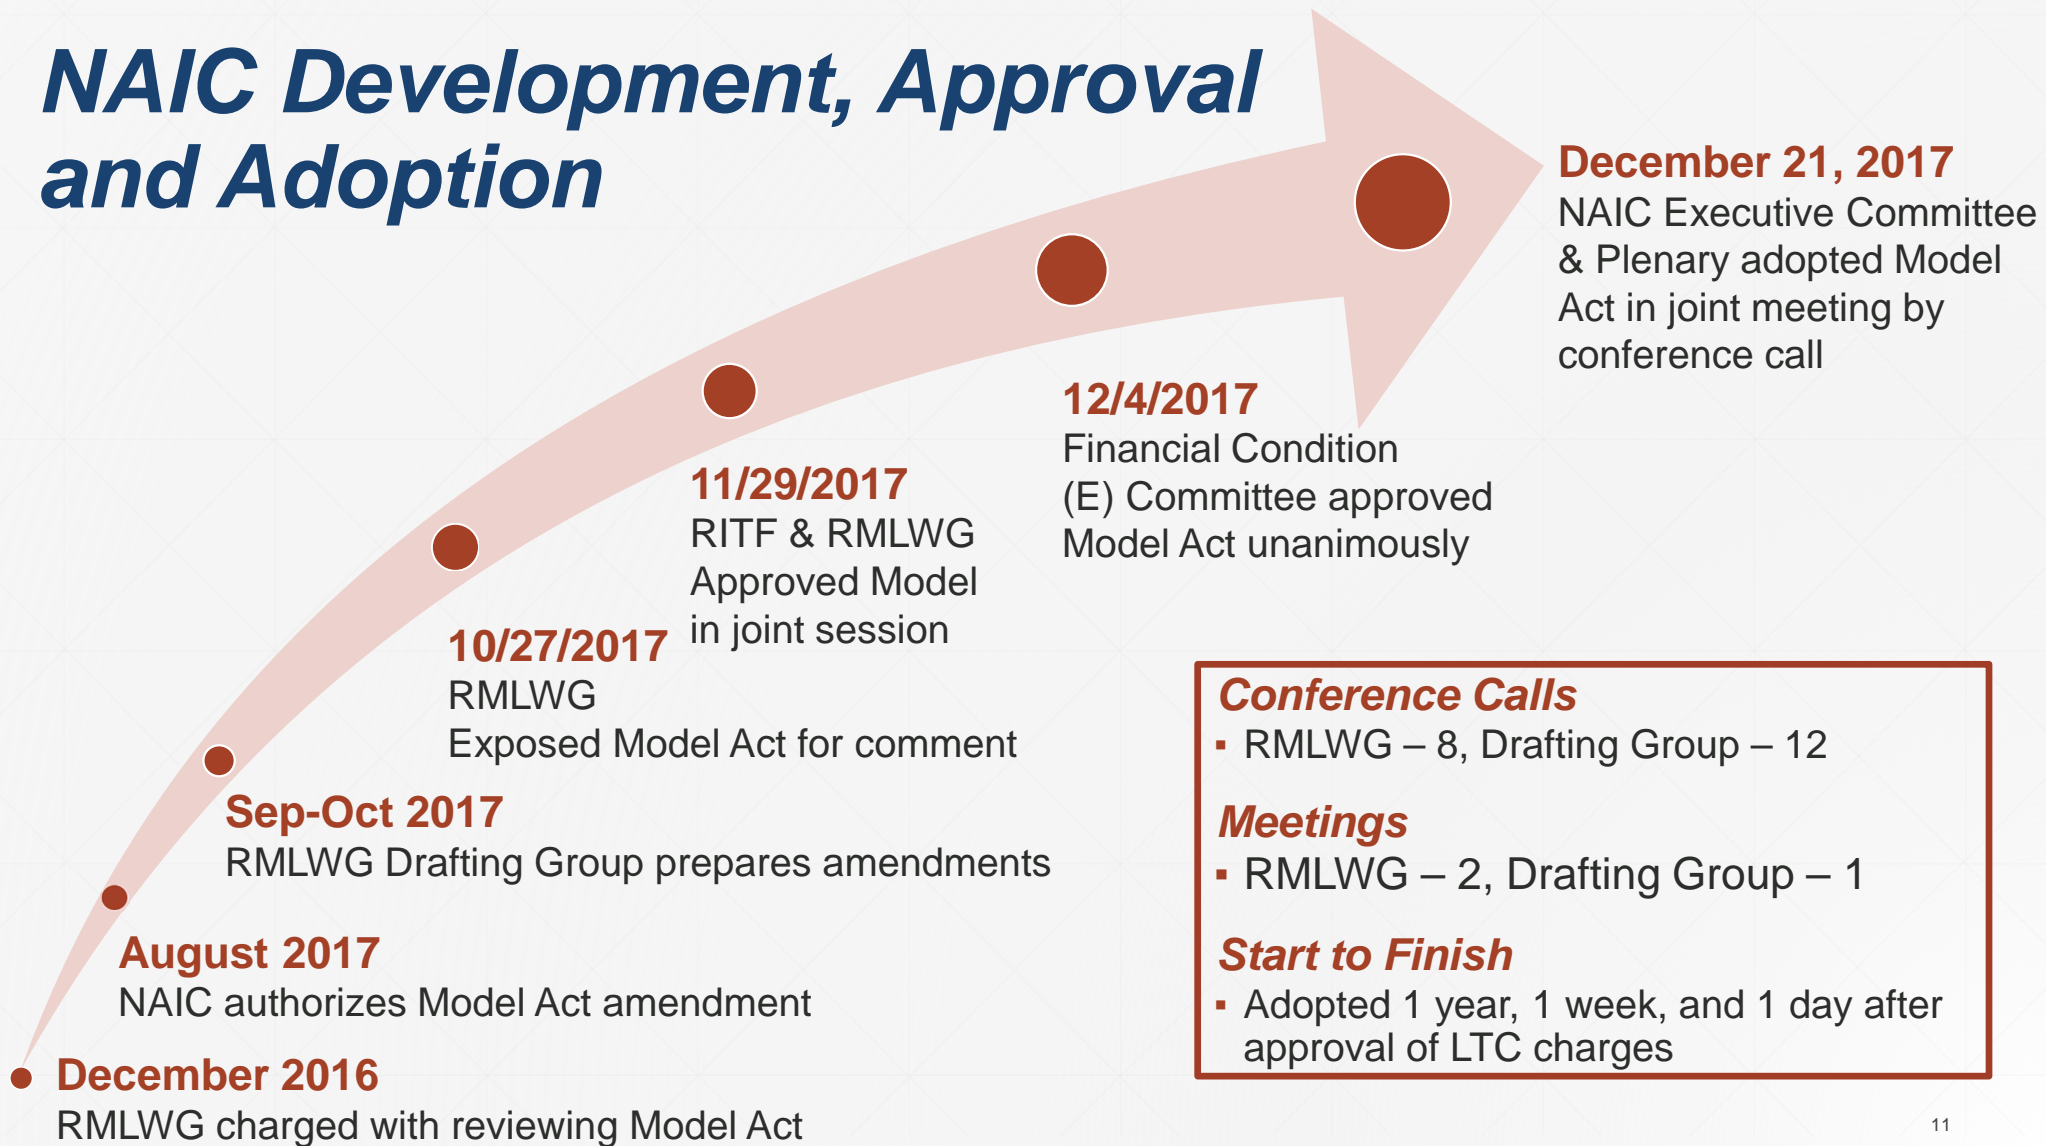 NAIC Development, Approval
and Adoption
December 21, 2017
NAIC Executive Committee
& Plenary adopted Model
Act in joint meeting by
conference call
12/4/2017
Financial Condition
(E) Committee approved
Model Act unanimously
11/29/2017
RITF & RMLWG
Approved Model
in joint session
10/27/2017
RMLWG
Exposed Model Act for comment
Sep-Oct 2017
RMLWG Drafting Group prepares amendments
August 2017
NAIC authorizes Model Act amendment
December 2016
RMLWG charged with reviewing Model Act
Conference Calls
▪ RMLWG – 8, Drafting Group – 12
Meetings
▪ RMLWG – 2, Drafting Group – 1
Start to Finish
▪ Adopted 1 year, 1 week, and 1 day after
approval of LTC charges
11